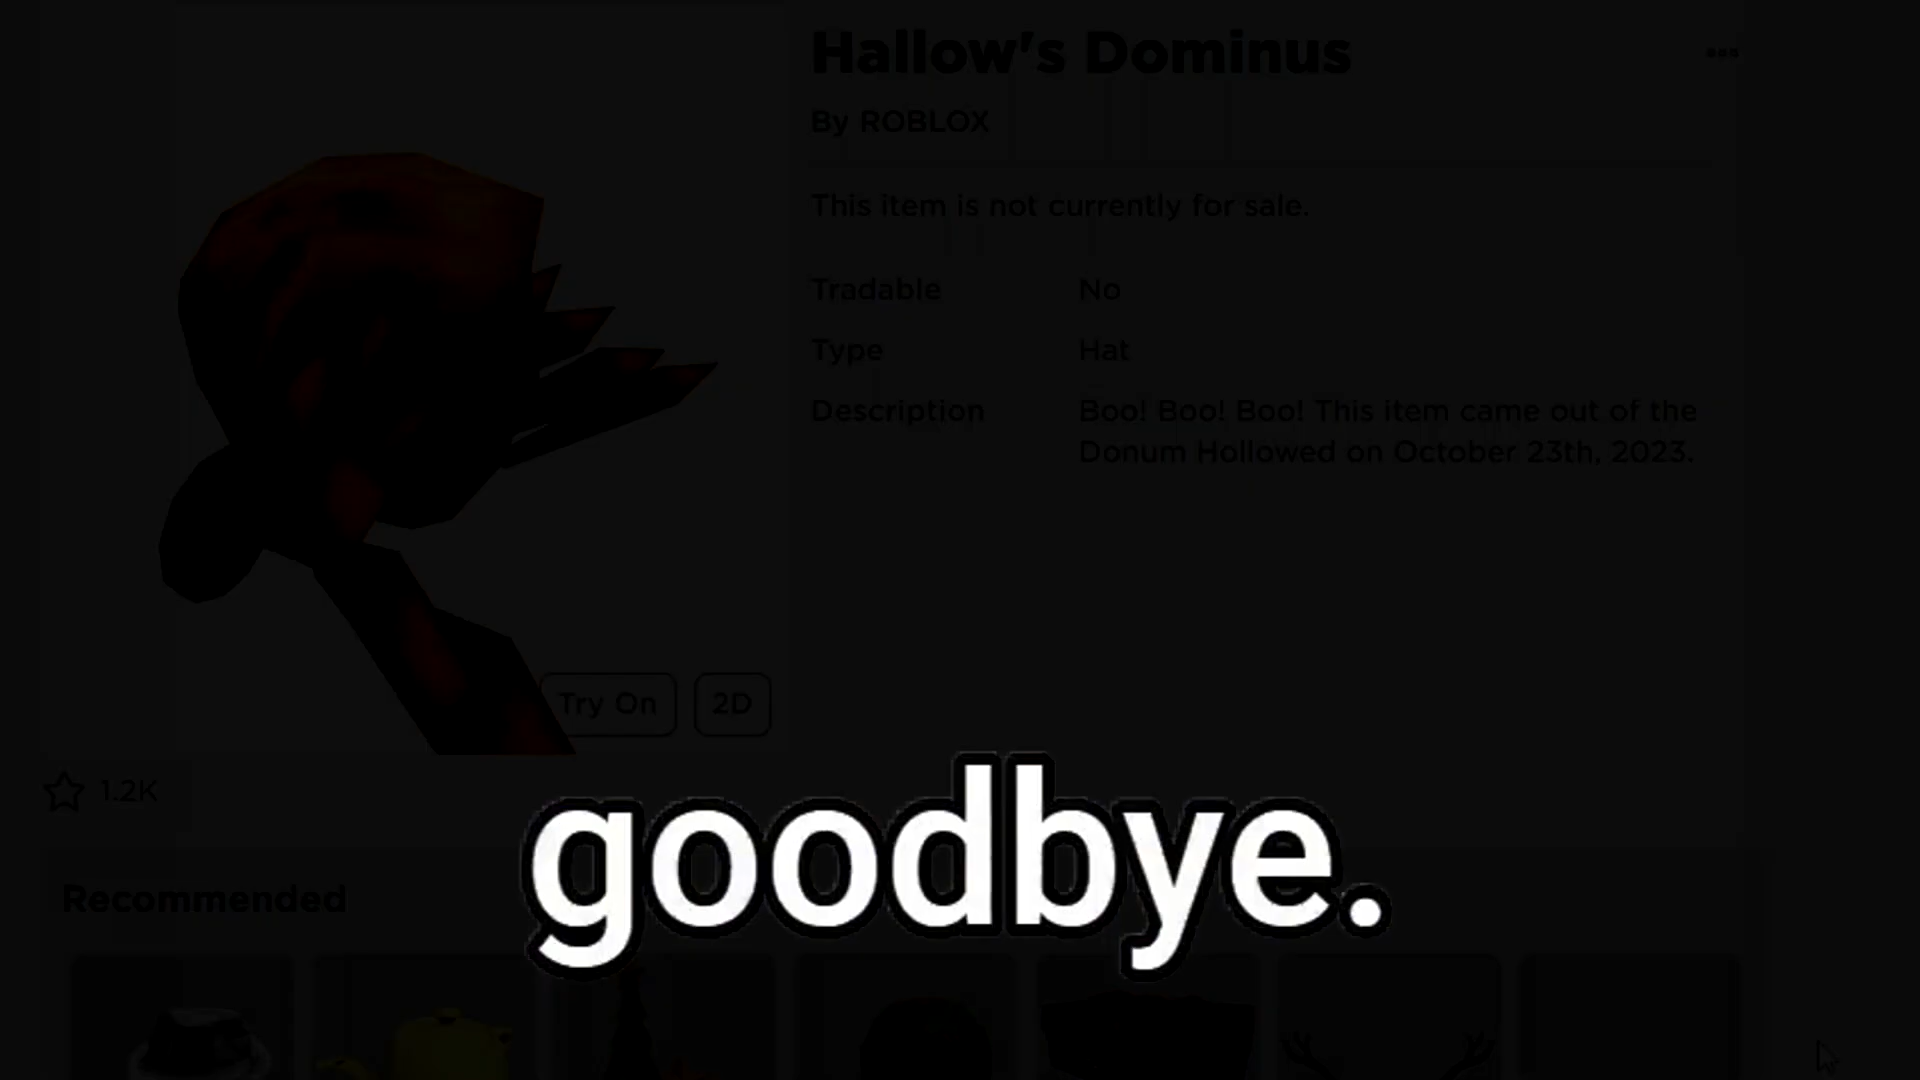 Hallow's Dominus
By ROBLOX
This item is not currently for sale.
Tradable No
Type Hat
Description Boo! Boo! Boo! This item came out of the
Donum Hollowed on October 23th, 2023.
Try On 2D
1.2K
goodbye.
Recommended